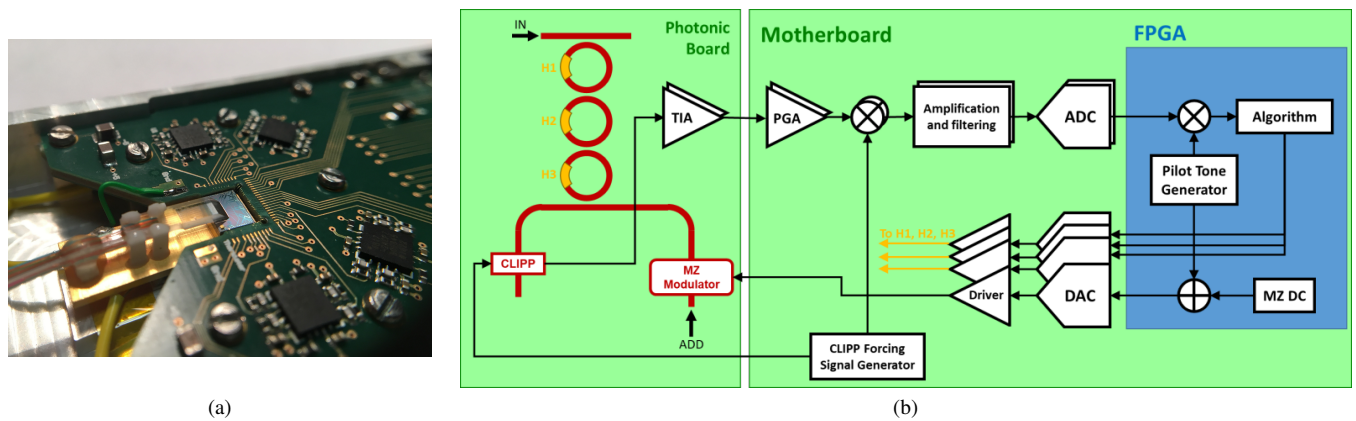 IN
Photonic
Board
Motherboard
FPGA
H1
H2
H3
TIA
PGA
Amplification
and filtering
ADC
Algorithm
Pilot Tone
Generator
To H1, H2, H3
CLIPP
MZ
Modulator
Driver
DAC
MZ DC
ADD
CLIPP Forcing
Signal Generator
(a)
(b)